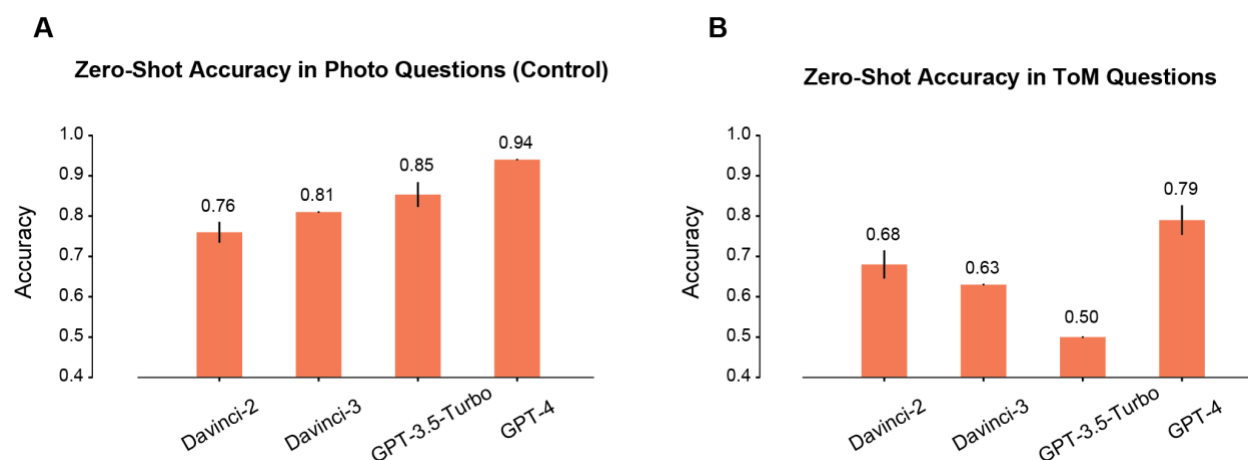 A
Zero-Shot Accuracy in Photo Questions (Control)
Accuracy
1.0
0.9
0.8
0.7
0.6
0.5
0.4
0.76
0.81
0.85
0.94
Davinci-2
Davinci-3
GPT-3.5-Turbo
GPT-4
B
Zero-Shot Accuracy in ToM Questions
Accuracy
1.0
0.9
0.8
0.7
0.6
0.5
0.4
0.68
0.63
0.50
0.79
Davinci-2
Davinci-3
GPT-3.5-Turbo
GPT-4